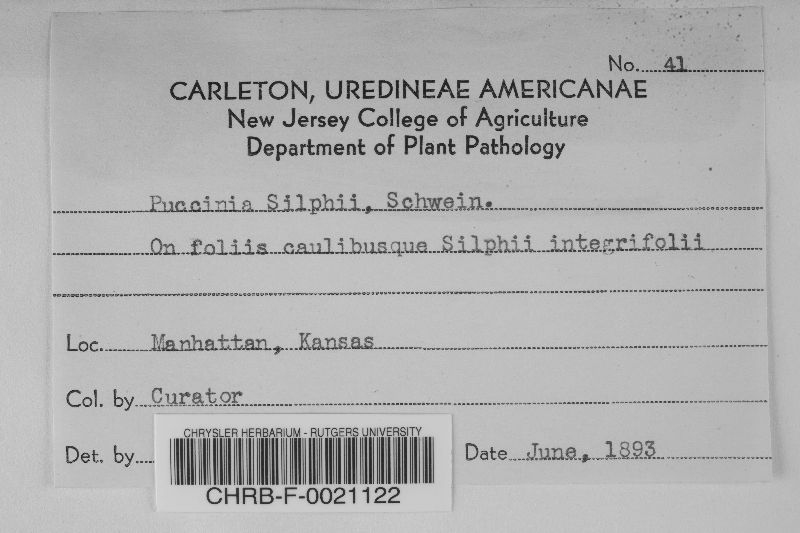 No. 41
CARLETON, UREDINEAE AMERICANAE
New Jersey College of Agriculture
Department of Plant Pathology
Puccinia Silphii, Schwein.
On foliis caulibusque Silphii integrifolii
Loc. Manhattan, Kansas
Col. by Curator
Det. by
Date June, 1893
CHRYSLER HERBARIUM - RUTGERS UNIVERSITY
CHRB-F-0021122